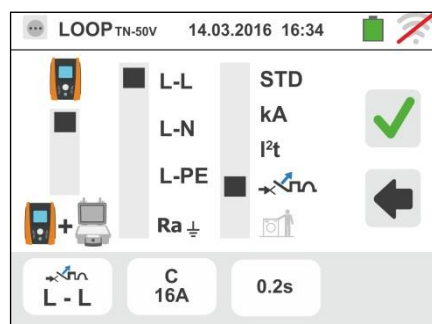 LOOP TN-50V 14.03.2016 16:34
L-L STD
L-N kA
I²t
L-PE
Ra
L - L
C
16A
0.2s